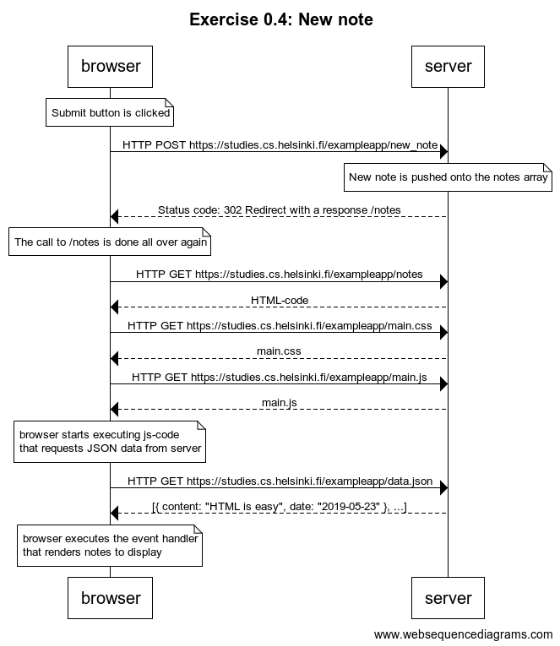 Exercise 0.4: New note
browser
server
Submit button is clicked
HTTP POST https://studies.cs.helsinki.fi/exampleapp/new_note
New note is pushed onto the notes array
Status code: 302 Redirect with a response /notes
The call to /notes is done all over again
HTTP GET https://studies.cs.helsinki.fi/exampleapp/notes
HTML-code
HTTP GET https://studies.cs.helsinki.fi/exampleapp/main.css
main.css
HTTP GET https://studies.cs.helsinki.fi/exampleapp/main.js
main.js
browser starts executing js-code
that requests JSON data from server
HTTP GET https://studies.cs.helsinki.fi/exampleapp/data.json
[{ content: "HTML is easy", date: "2019-05-23" }, ...]
browser executes the event handler
that renders notes to display
browser
server
www.websequencediagrams.com